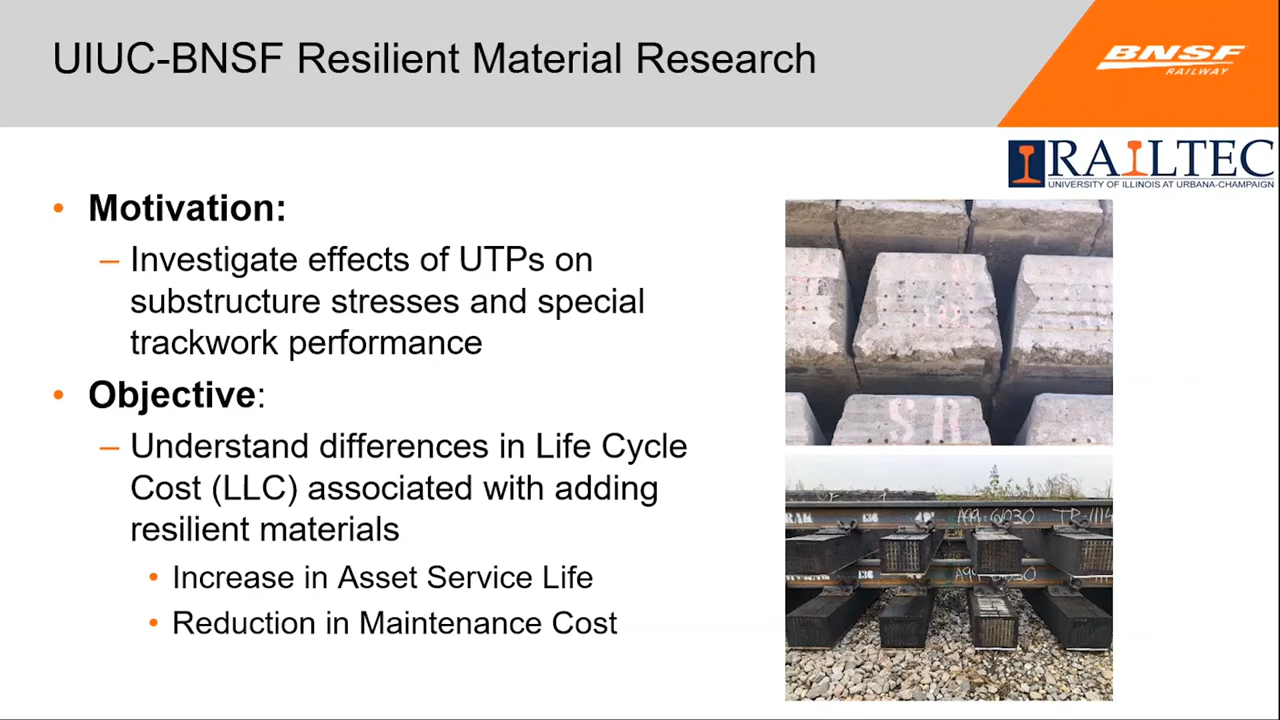 UIUC-BNSF Resilient Material Research
BNSF
RAILWAY
RAILTEC
UNIVERSITY OF ILLINOIS AT URBANA-CHAMPAIGN
• Motivation:
– Investigate effects of UTPs on
substructure stresses and special
trackwork performance
• Objective:
– Understand differences in Life Cycle
Cost (LLC) associated with adding
resilient materials
• Increase in Asset Service Life
• Reduction in Maintenance Cost
SR
136